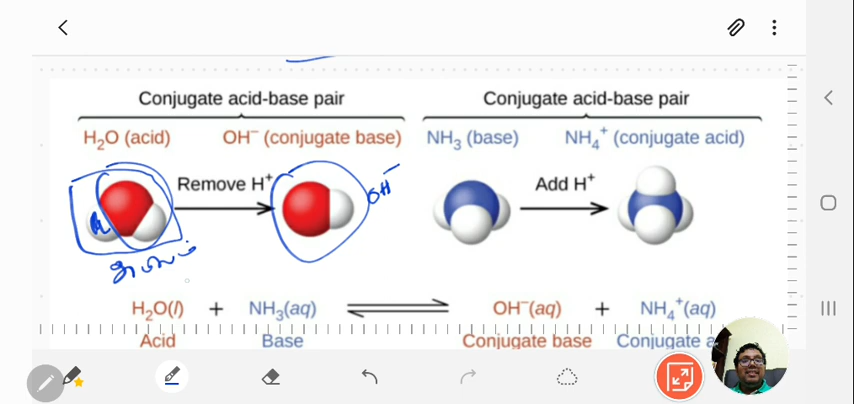 Conjugate acid-base pair
Conjugate acid-base pair
H₂O (acid)
OH⁻ (conjugate base)
NH₃ (base)
NH₄⁺ (conjugate acid)
Remove H⁺
OH⁻
Add H⁺
H
H₂O(l) + NH₃(aq) ⇌ OH⁻(aq) + NH₄⁺(aq)
Acid
Base
Conjugate base
Conjugate a